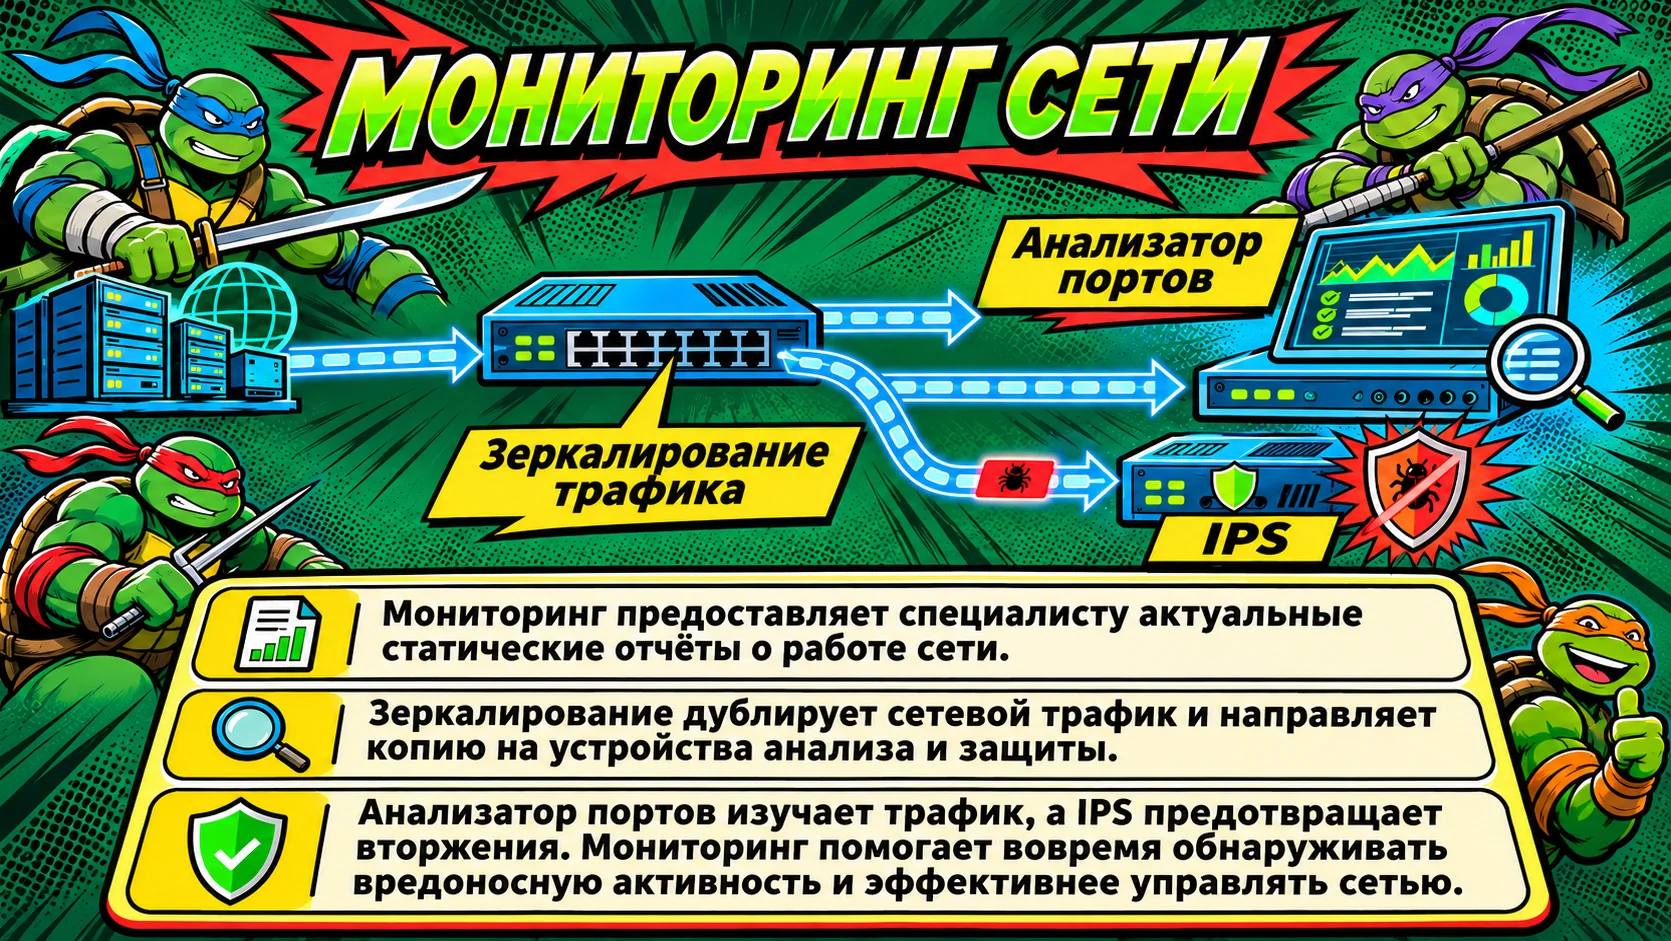 МОНИТОРИНГ СЕТИ
Анализатор
портов
Зеркалирование
трафика
IPS
Мониторинг предоставляет специалисту актуальные
статические отчёты о работе сети.
Зеркалирование дублирует сетевой трафик и направляет
копию на устройства анализа и защиты.
Анализатор портов изучает трафик, а IPS предотвращает
вторжения. Мониторинг помогает вовремя обнаруживать
вредоносную активность и эффективнее управлять сетью.